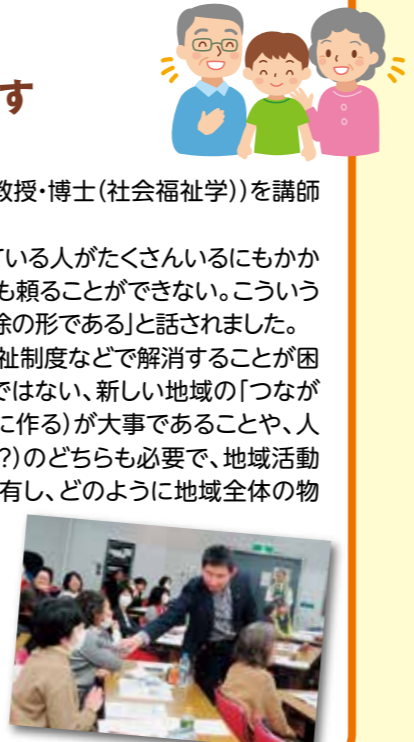 す
教授・博士(社会福祉学))を講師
ている人がたくさんいるにもかか
も頼ることができない。こういう
除の形である」と話されました。
祉制度などで解消することが困
ではない、新しい地域の「つなが
に作る)が大事であることや、人
?)のどちらも必要で、地域活動
有し、どのように地域全体の物